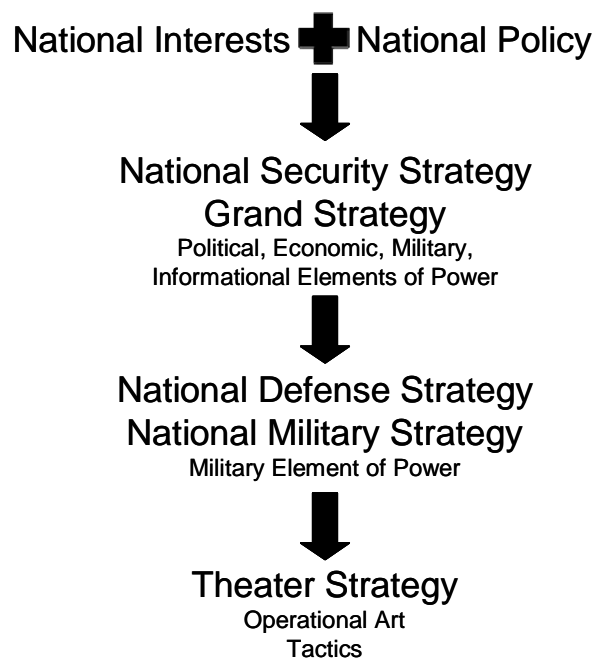 National Interests + National Policy
National Security Strategy
Grand Strategy
Political, Economic, Military,
Informational Elements of Power
National Defense Strategy
National Military Strategy
Military Element of Power
Theater Strategy
Operational Art
Tactics